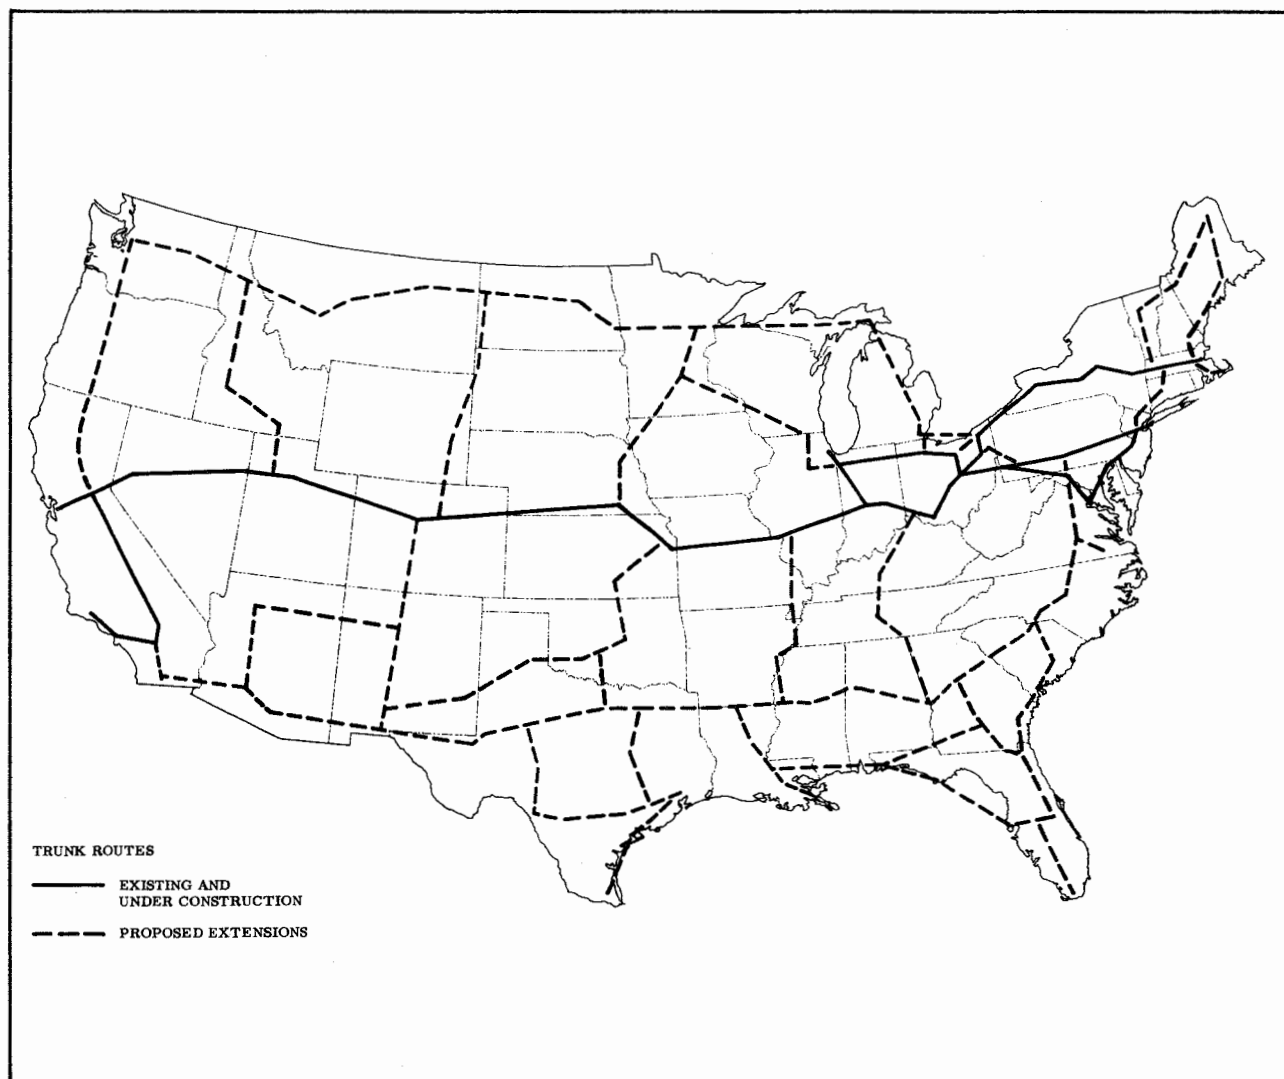 TRUNK ROUTES
EXISTING AND
UNDER CONSTRUCTION
PROPOSED EXTENSIONS